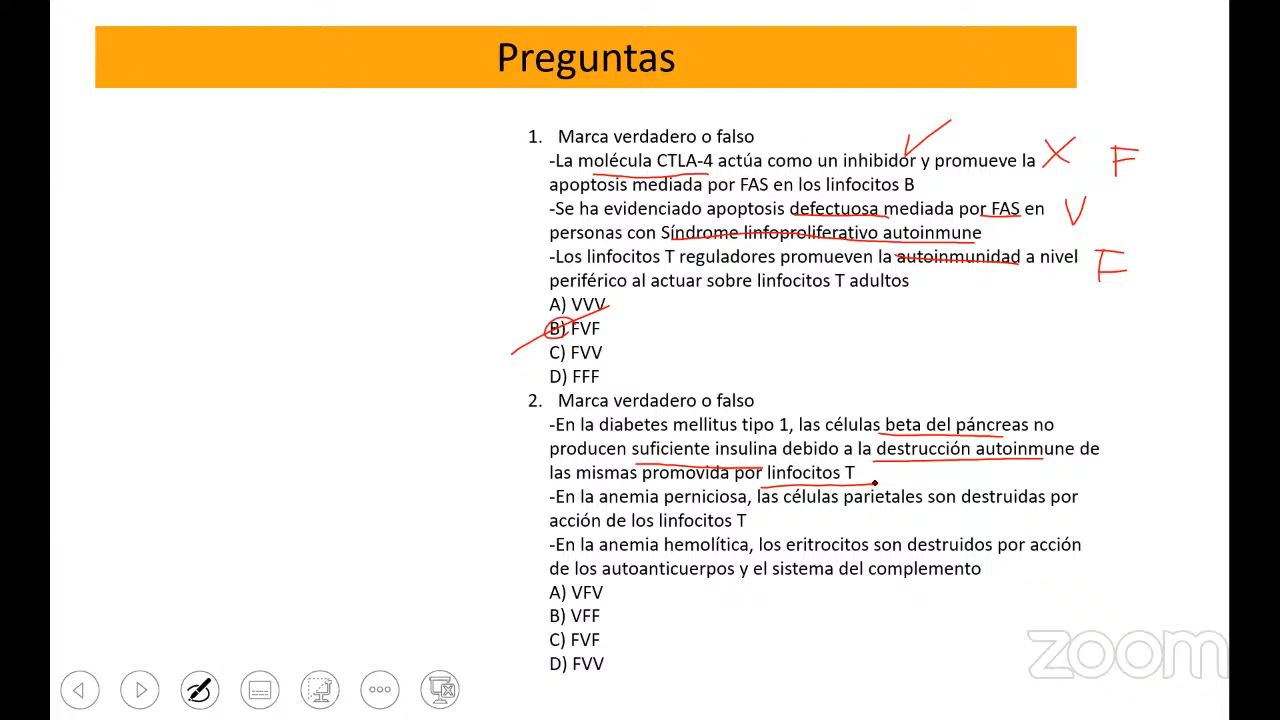 Preguntas
1. Marca verdadero o falso
-La molécula CTLA-4 actúa como un inhibidor y promueve la X F
apoptosis mediada por FAS en los linfocitos B
-Se ha evidenciado apoptosis defectuosa mediada por FAS en V
personas con Síndrome linfoproliferativo autoinmune
-Los linfocitos T reguladores promueven la autoinmunidad a nivel F
periférico al actuar sobre linfocitos T adultos
A) VVV
B) FVF
C) FVV
D) FFF
2. Marca verdadero o falso
-En la diabetes mellitus tipo 1, las células beta del páncreas no
producen suficiente insulina debido a la destrucción autoinmune de
las mismas promovida por linfocitos T
-En la anemia perniciosa, las células parietales son destruidas por
acción de los linfocitos T
-En la anemia hemolítica, los eritrocitos son destruidos por acción
de los autoanticuerpos y el sistema del complemento
A) VFV
B) VFF
C) FVF
D) FVV
zoom